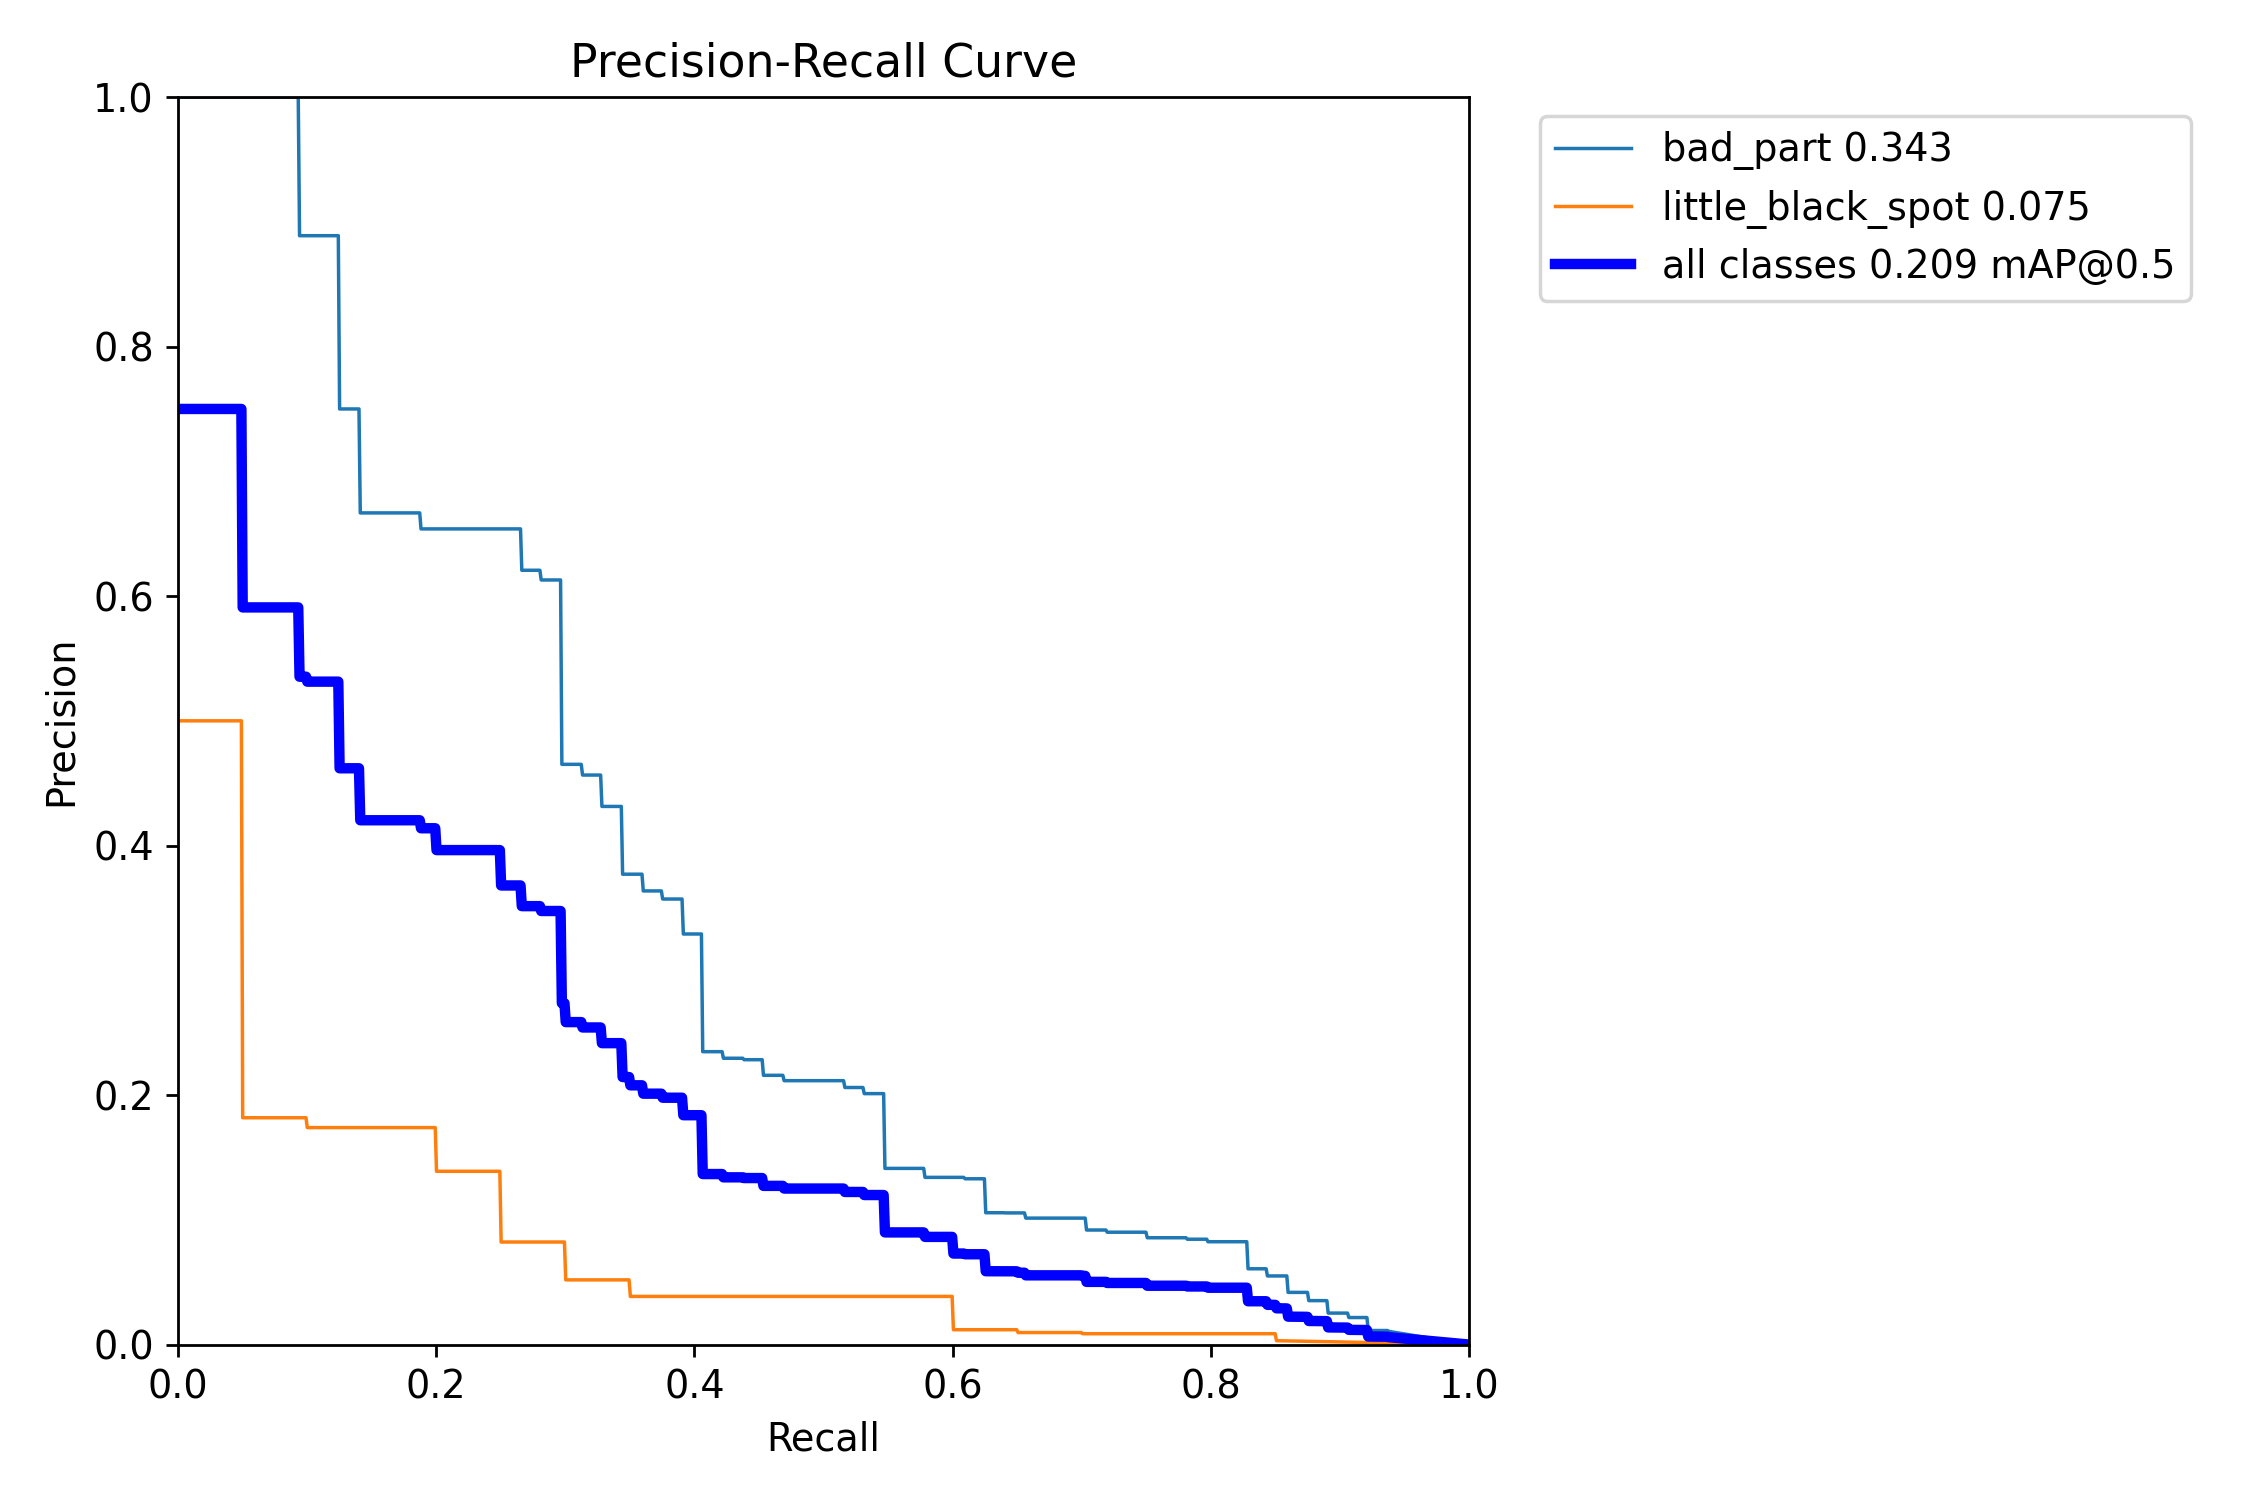 Precision-Recall Curve
bad_part 0.343
little_black_spot 0.075
all classes 0.209 mAP@0.5
Precision
1.0
0.8
0.6
0.4
0.2
0.0
0.0 0.2 0.4 0.6 0.8 1.0
Recall